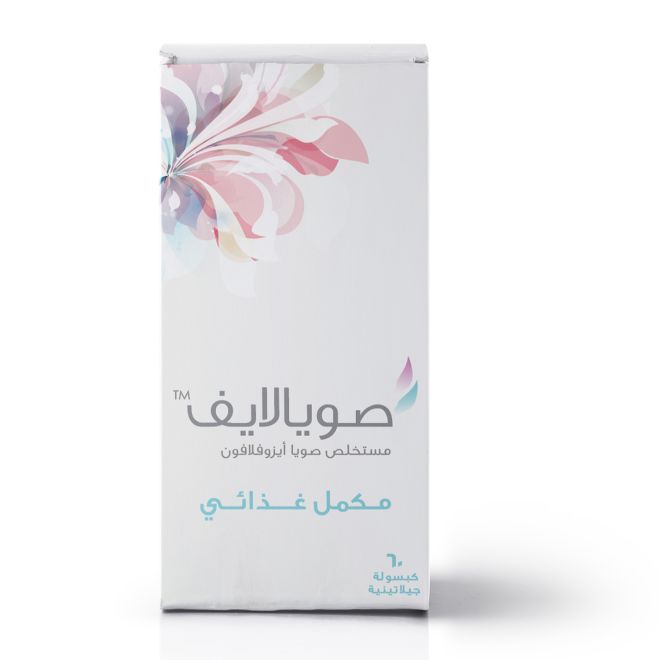 صويالايف™
مستخلص صويا أيزوفلافون
مكمل غذائي
٦٠
كبسولة
جيلاتينية